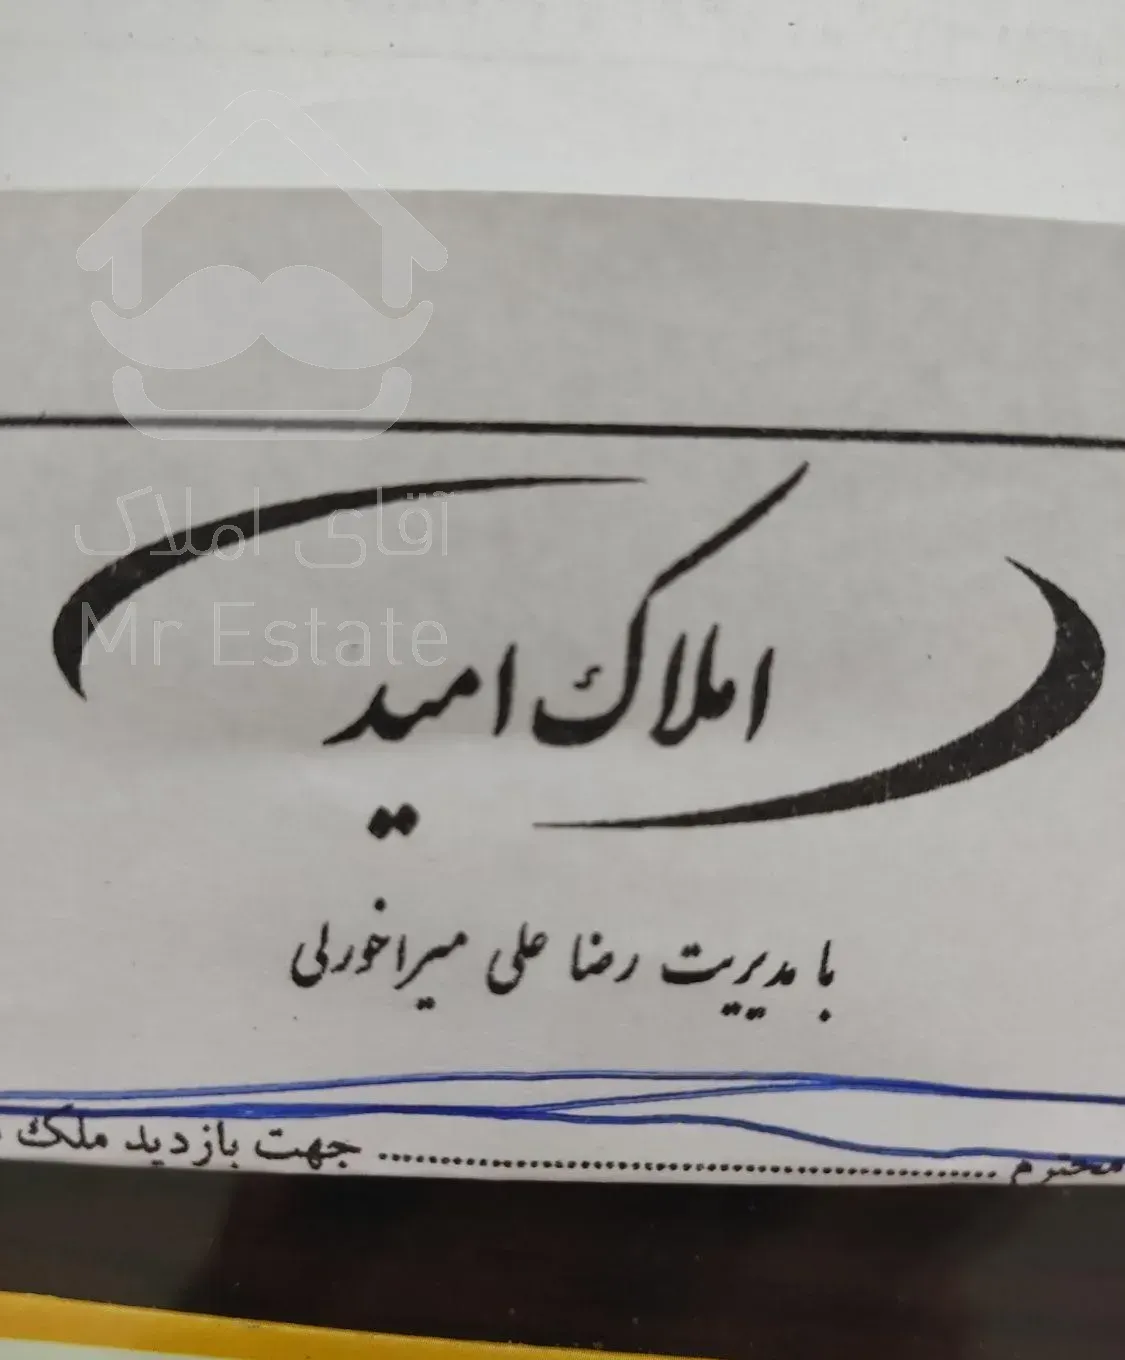 آقای املاک
Mr Estate
املاک امید
با مدیریت رضا علی میراخورلی
محترم ........................ جهت بازدید ملک